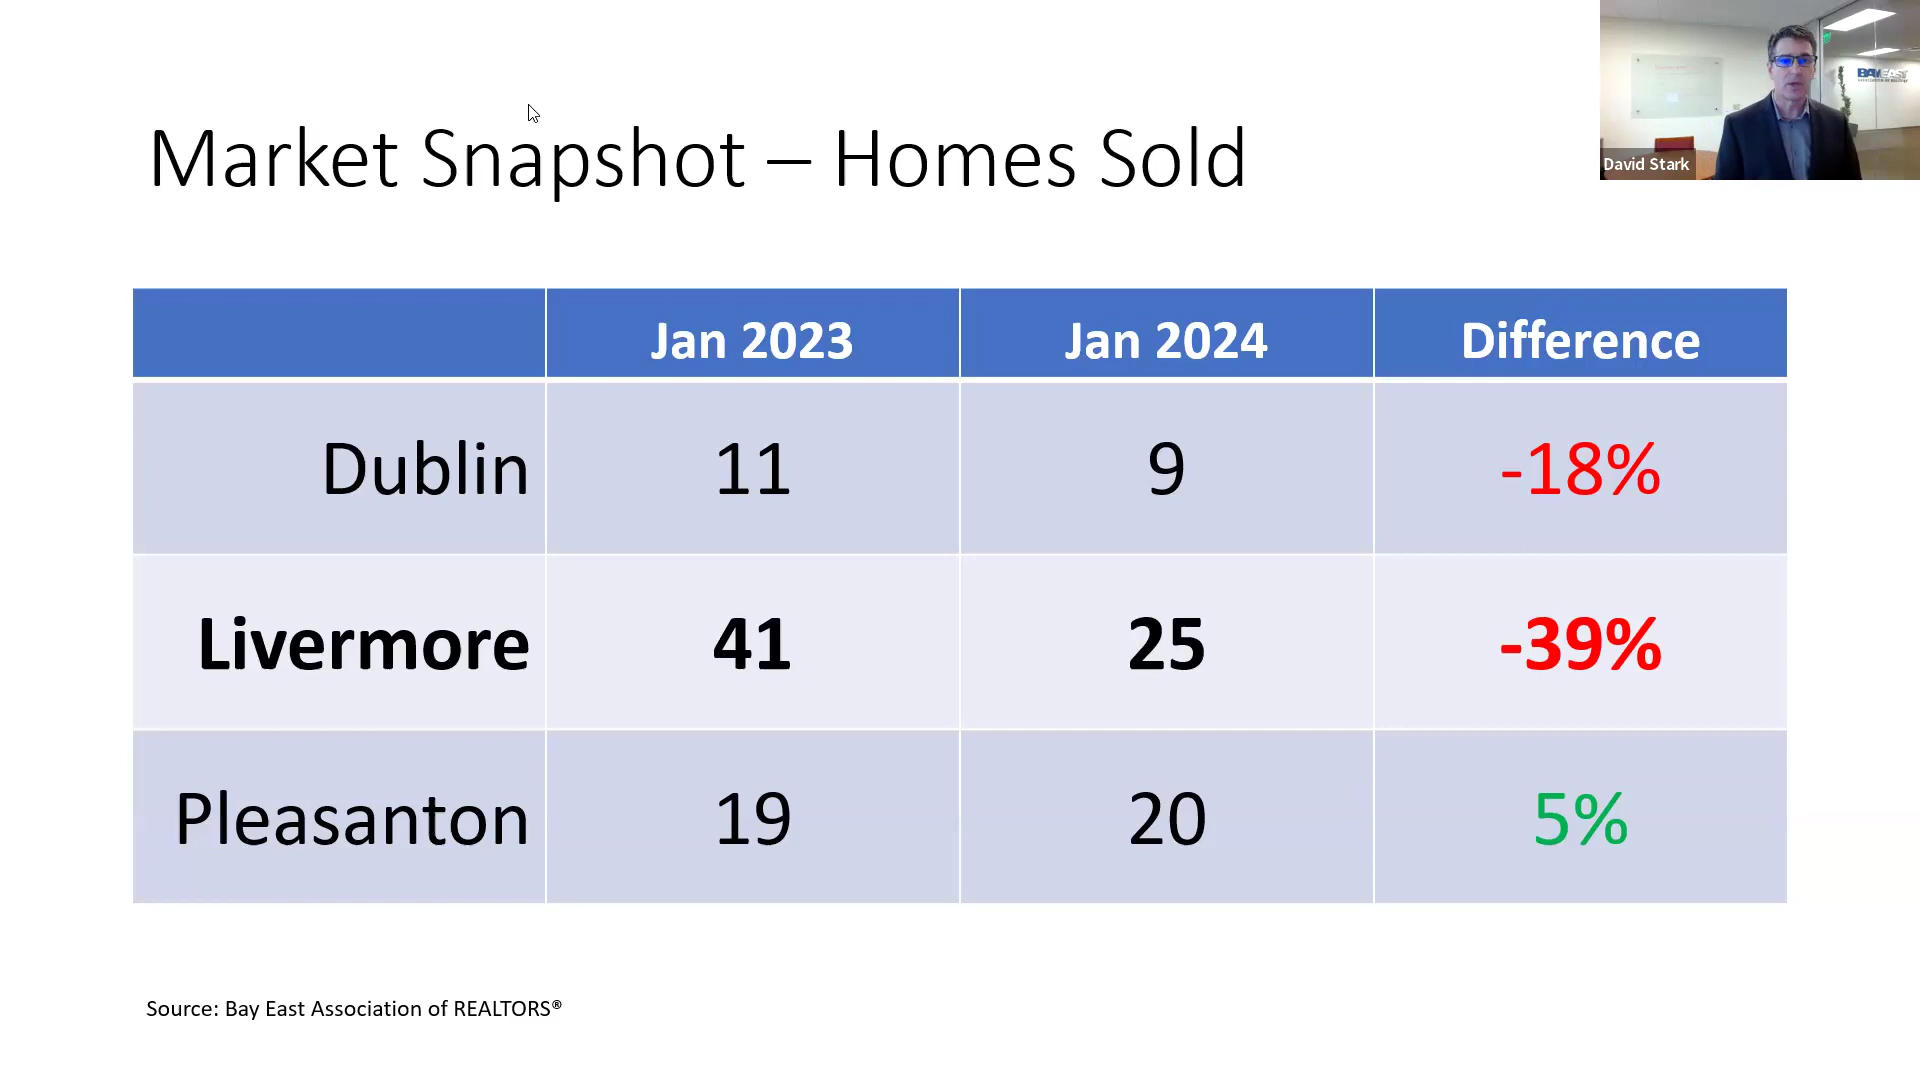 Market Snapshot – Homes Sold
BAYEAST
David Stark
Jan 2023 Jan 2024 Difference
Dublin 11 9 -18%
Livermore 41 25 -39%
Pleasanton 19 20 5%
Source: Bay East Association of REALTORS®